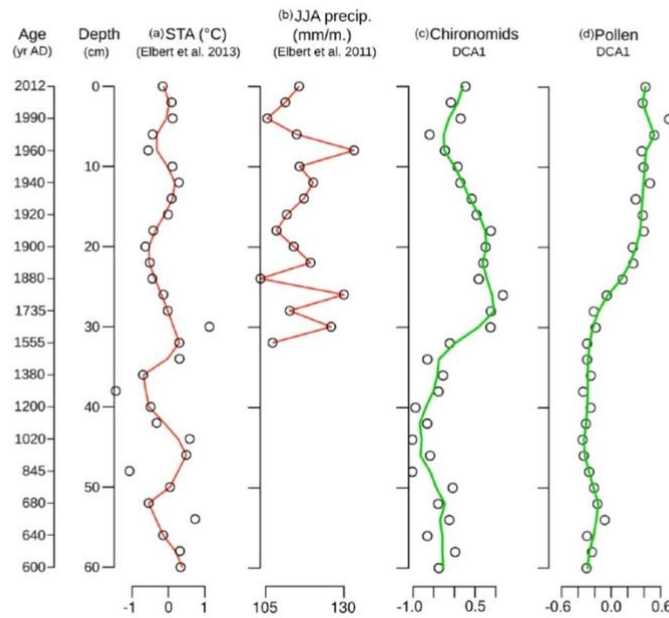 Age
(yr AD)
Depth
(cm)
(a) STA (°C)
(Elbert et al. 2013)
(b) JJA precip.
(mm/m.)
(Elbert et al. 2011)
(c) Chironomids
DCA1
(d) Pollen
DCA1
2012
1990
1960
1940
1920
1900
1880
1735
1555
1380
1200
1020
845
680
640
600
0
10
20
30
40
50
60
-1 0 1
105 130
-1.0 0.5
-0.6 0.0 0.6